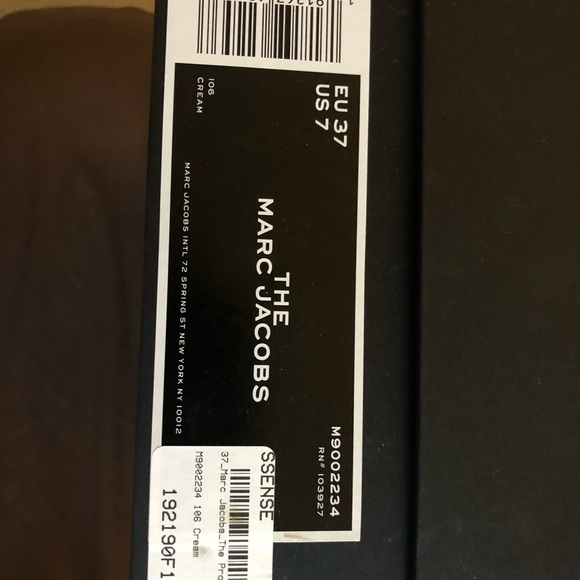 EU 37
US 7
106
CREAM
THE
MARC JACOBS
M9002234
RN# 103927
MARC JACOBS INTL 72 SPRING ST NEW YORK NY 10012
SSENSE
37_Marc Jacobs_The Pro
M9002234 106 Cream
192190F1